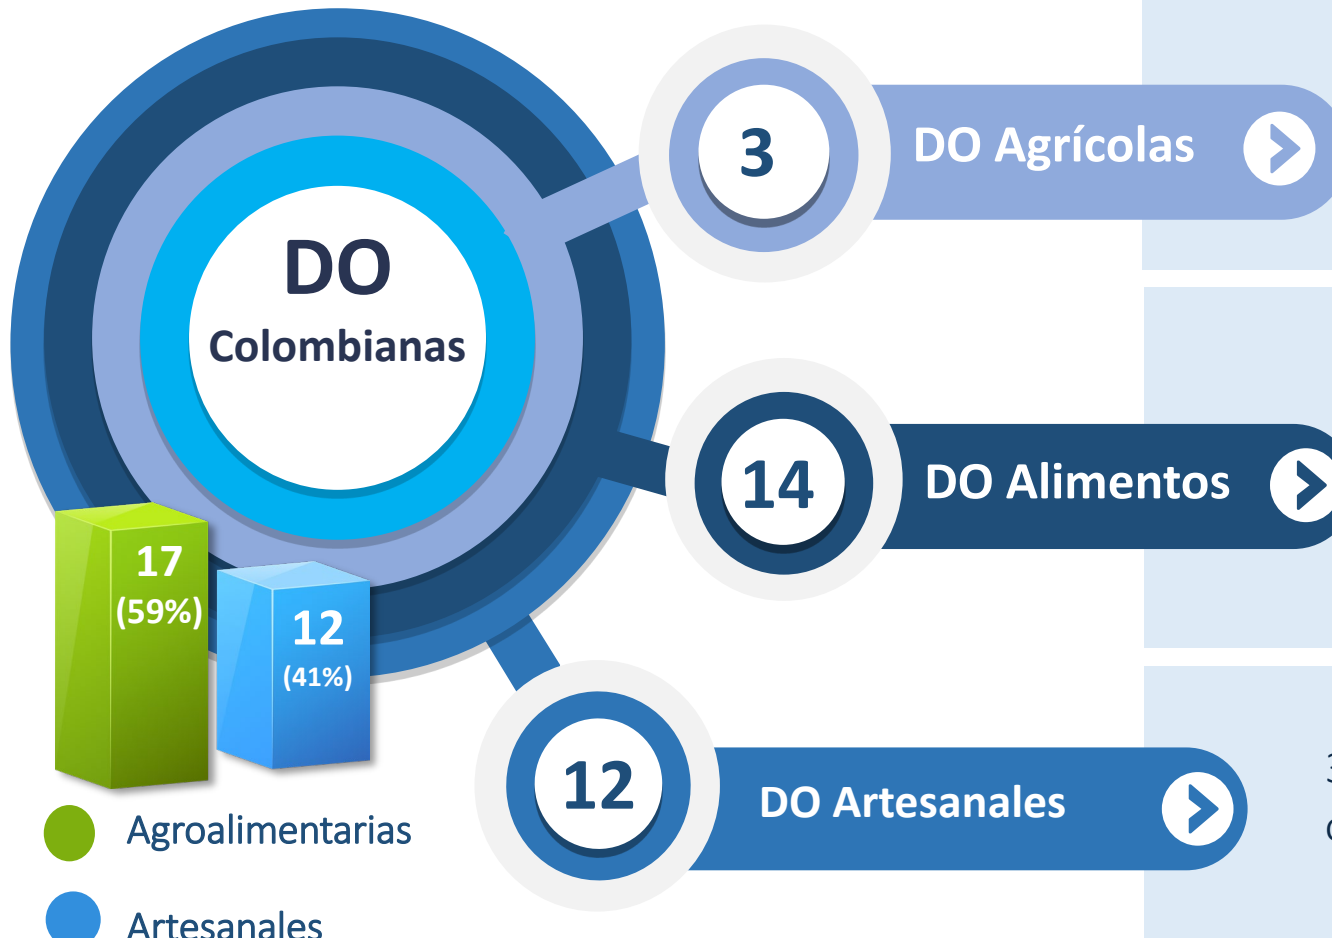 DO
Colombianas
3
DO Agrícolas
14
DO Alimentos
12
DO Artesanales
17
(59%)
12
(41%)
Agroalimentarias
Artesanales